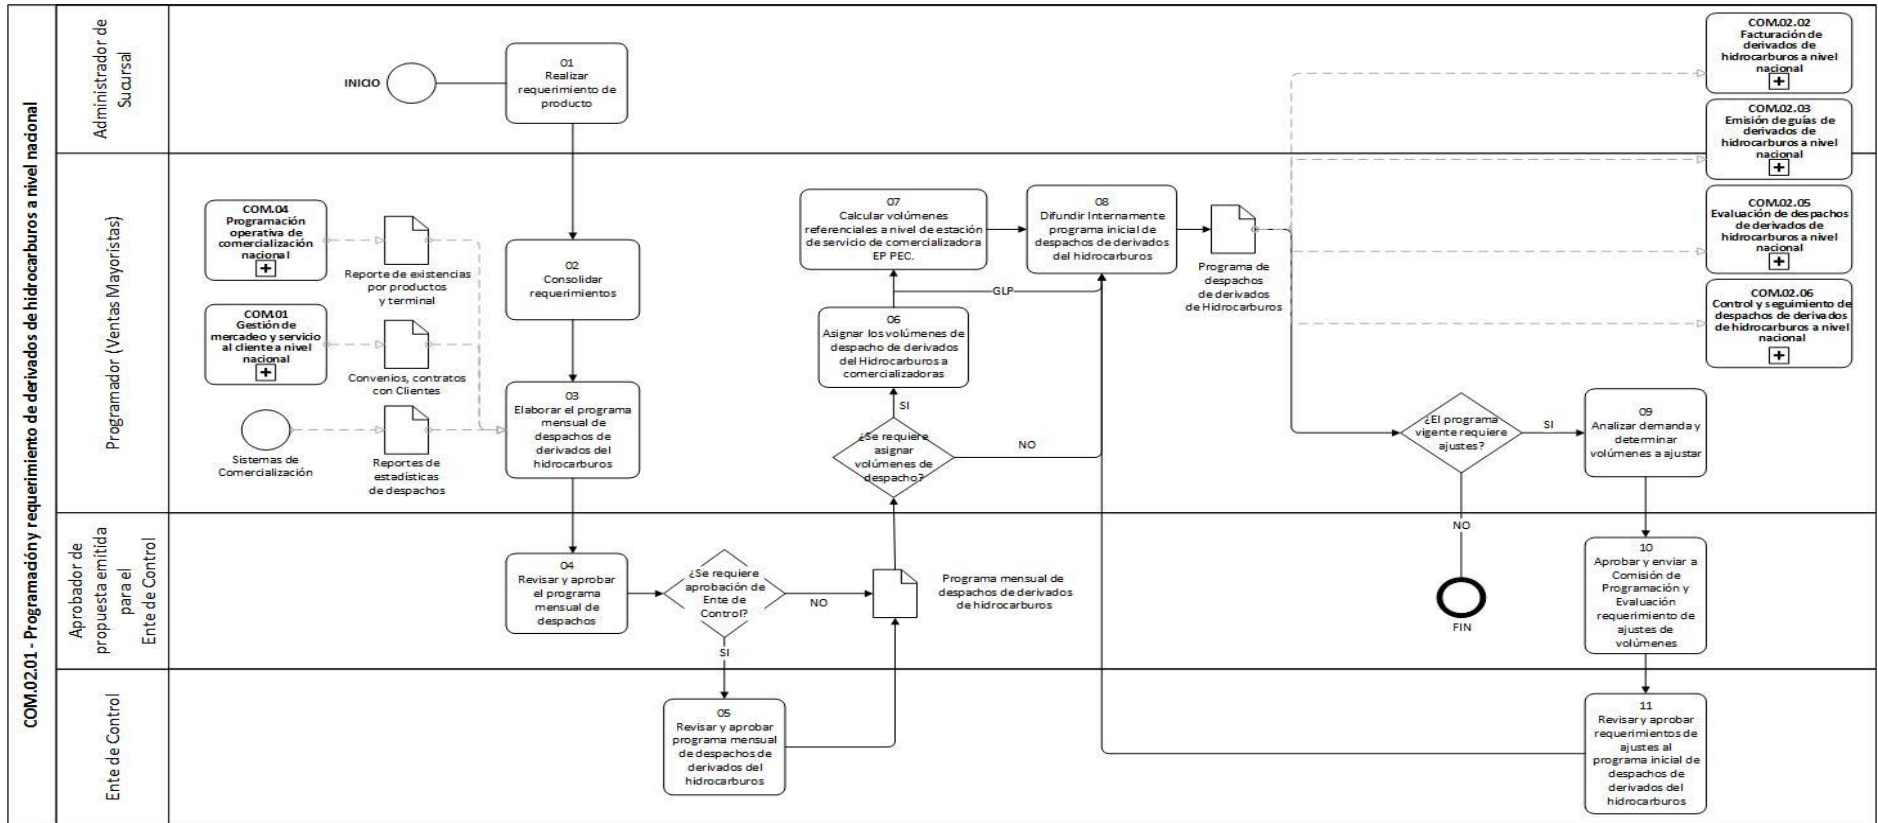 COM.02.01 - Programación y requerimiento de derivados de hidrocarburos a nivel nacional
Administrador de
Sucursal
INICIO
01
Realizar
requerimiento de
producto
COM.02.02
Facturación de
derivados de
hidrocarburos a nivel
nacional
COM.02.03
Emisión de guías de
derivados de
hidrocarburos a nivel
nacional
Programador (Ventas Mayoristas)
COM.04
Programación
operativa de
comercialización
nacional
Reporte de existencias
por productos
y terminal
COM.01
Gestión de
mercadeo y servicio
al cliente a nivel
nacional
Convenios, contratos
con Clientes
Sistemas de
Comercialización
Reportes de
estadísticas
de despachos
02
Consolidar
requerimientos
03
Elaborar el programa
mensual de
despachos de
derivados del
hidrocarburos
07
Calcular volúmenes
referenciales a nivel de estación
de servicio de comercializadora
EP PEC.
08
Difundir Internamente
programa inicial de
despachos de derivados
del hidrocarburos
GLP
06
Asignar los volúmenes de
despacho de derivados
del Hidrocarburos a
comercializadoras
SI
¿Se requiere
asignar
volúmenes de
despacho?
NO
Programa de
despachos
de derivados
de Hidrocarburos
COM.02.05
Evaluación de despachos
de derivados de
hidrocarburos a nivel
nacional
COM.02.06
Control y seguimiento de
despachos de derivados
de hidrocarburos a nivel
nacional
¿El programa
vigente requiere
ajustes?
SI
09
Analizar demanda y
determinar
volúmenes a ajustar
NO
Aprobador de
propuesta emitida
para el
Ente de Control
04
Revisar y aprobar
el programa
mensual de
despachos
¿Se requiere
aprobación de
Ente de
Control?
NO
SI
Programa mensual de
despachos de derivados
de hidrocarburos
FIN
10
Aprobar y enviar a
Comisión de
Programación y
Evaluación
requerimiento de
ajustes de
volúmenes
Ente de Control
05
Revisar y aprobar
programa mensual
de despachos de
derivados del
hidrocarburos
11
Revisar y aprobar
requerimientos de
ajustes al
programa inicial de
despachos de
derivados del
hidrocarburos